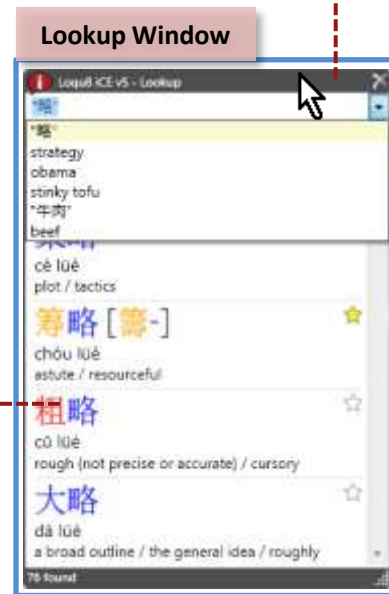 Lookup Window
Loqu8 iCE v5 - Lookup
"略"
"略"
strategy
obama
stinky tofu
"牛肉"
beef
cè lüè
plot / tactics
筹略 [籌-]
chóu lüè
astute / resourceful
粗略
cū lüè
rough (not precise or accurate) / cursory
大略
dà lüè
a broad outline / the general idea / roughly
76 found